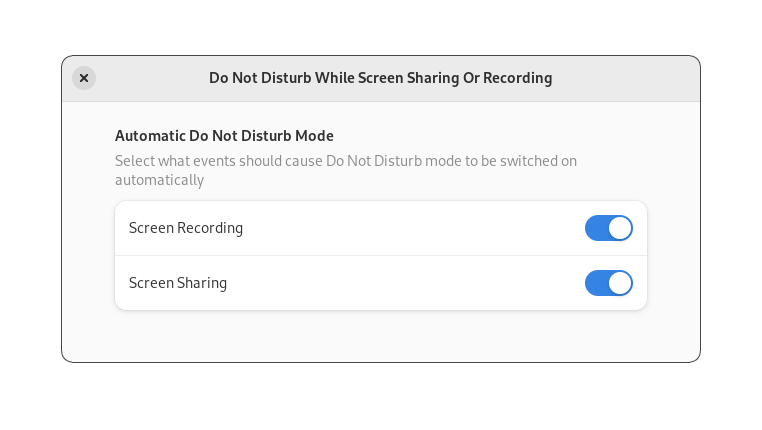 Do Not Disturb While Screen Sharing Or Recording
Automatic Do Not Disturb Mode
Select what events should cause Do Not Disturb mode to be switched on
automatically
Screen Recording
Screen Sharing